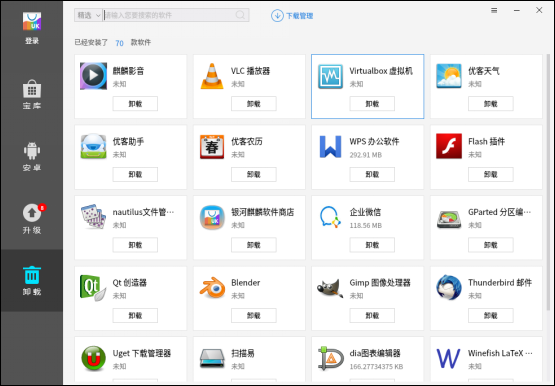 UK
登录
宝库
安卓
8
升级
卸载
精选
请输入您要搜索的软件
下载管理
已经安装了 70 款软件
麒麟影音
未知
卸载
VLC 播放器
未知
卸载
Virtualbox 虚拟机
未知
卸载
优客天气
未知
卸载
优客助手
未知
卸载
春
优客农历
未知
卸载
WPS 办公软件
292.91 MB
卸载
Flash 插件
未知
卸载
nautilus文件管···
未知
卸载
银河麒麟软件商店
未知
卸载
企业微信
118.56 MB
卸载
GParted 分区编···
未知
卸载
Qt
Qt 创造器
未知
卸载
Blender
未知
卸载
Gimp 图像处理器
未知
卸载
Thunderbird 邮件
未知
卸载
Uget 下载管理器
未知
卸载
扫描易
未知
卸载
dia图表编辑器
166.27734375 KB
卸载
W
Winefish LaTeX ···
未知
卸载